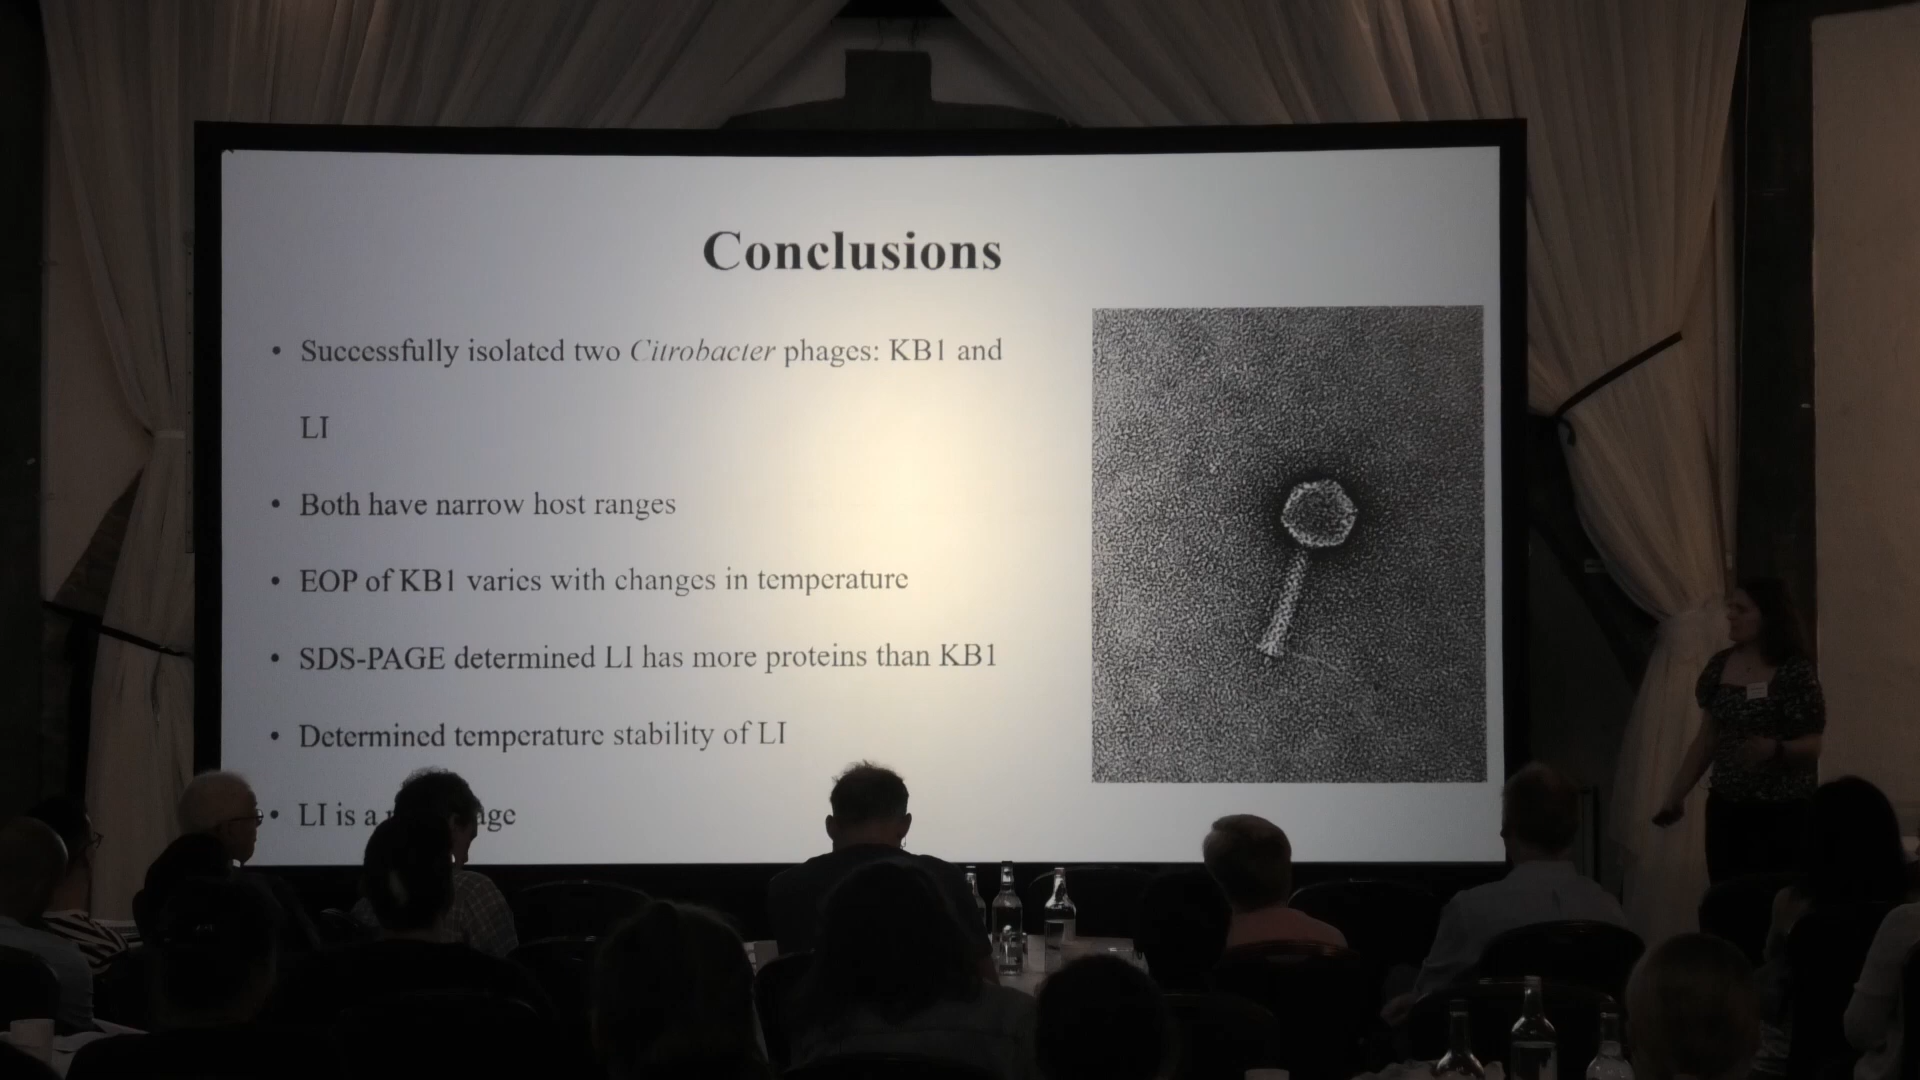 Conclusions
• Successfully isolated two Citrobacter phages: KB1 and
LI
• Both have narrow host ranges
• EOP of KB1 varies with changes in temperature
• SDS-PAGE determined LI has more proteins than KB1
• Determined temperature stability of LI
• LI is a